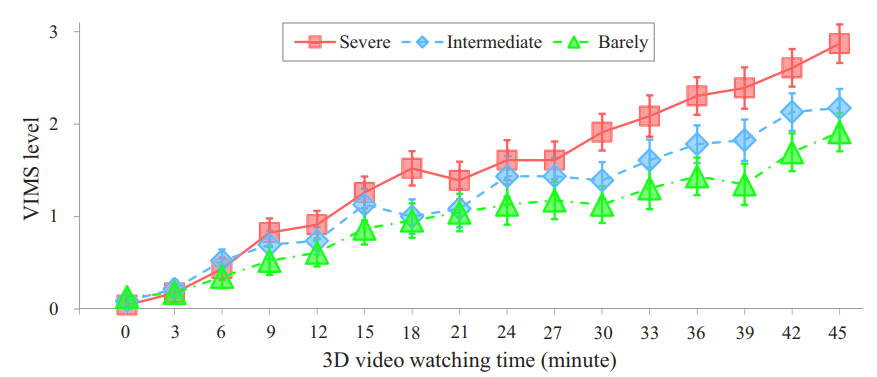 3
Severe Intermediate Barely
2
VIMS level
1
0
0 3 6 9 12 15 18 21 24 27 30 33 36 39 42 45
3D video watching time (minute)